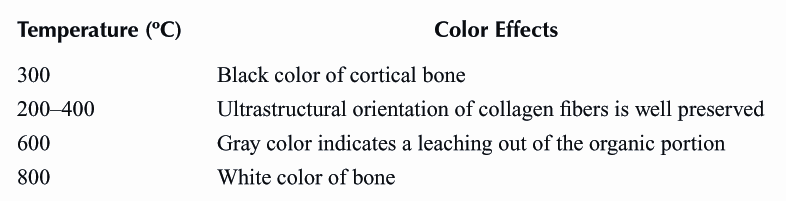 Temperature (ºC) Color Effects
300 Black color of cortical bone
200–400 Ultrastructural orientation of collagen fibers is well preserved
600 Gray color indicates a leaching out of the organic portion
800 White color of bone